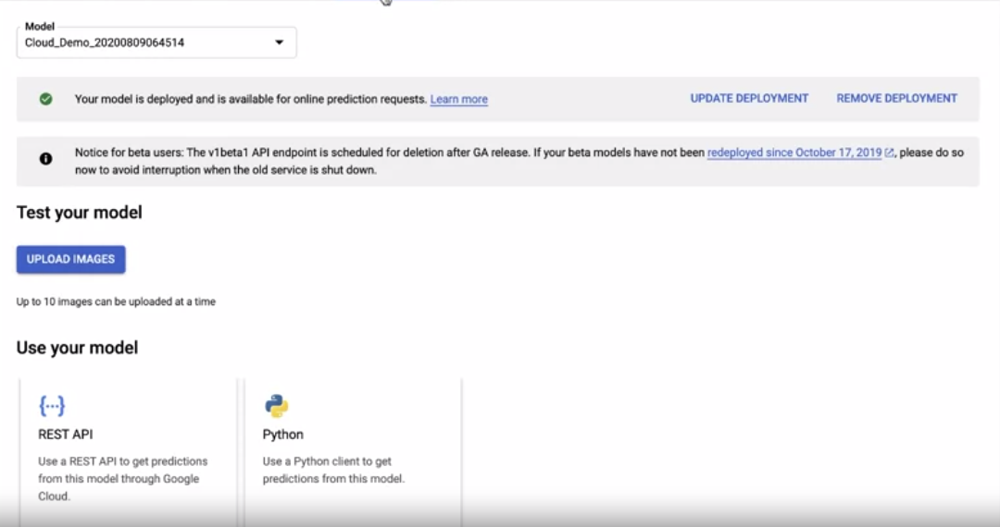 Model
Cloud_Demo_20200809064514
Your model is deployed and is available for online prediction requests. Learn more
UPDATE DEPLOYMENT
REMOVE DEPLOYMENT
Notice for beta users: The v1beta1 API endpoint is scheduled for deletion after GA release. If your beta models have not been redeployed since October 17, 2019, please do so
now to avoid interruption when the old service is shut down.
Test your model
UPLOAD IMAGES
Up to 10 images can be uploaded at a time
Use your model
{...}
REST API
Use a REST API to get predictions
from this model through Google
Cloud.
Python
Use a Python client to get
predictions from this model.